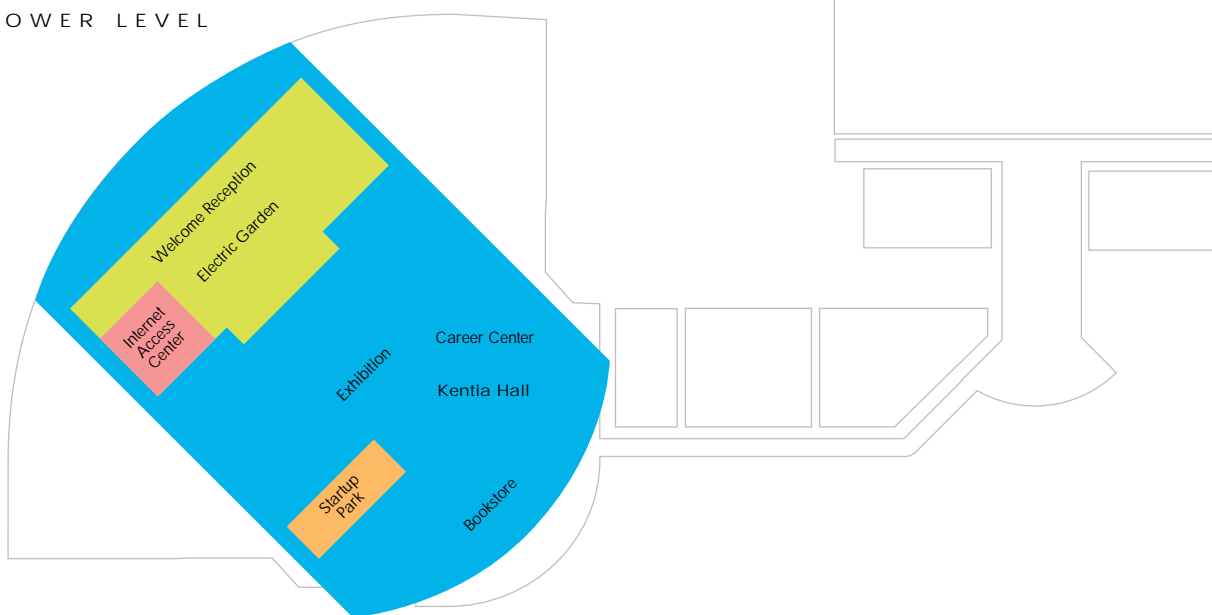 OWER LEVEL
Welcome Reception
Electric Garden
Internet
Access
Center
Exhibition
Career Center
Kentia Hall
Startup
Park
Bookstore